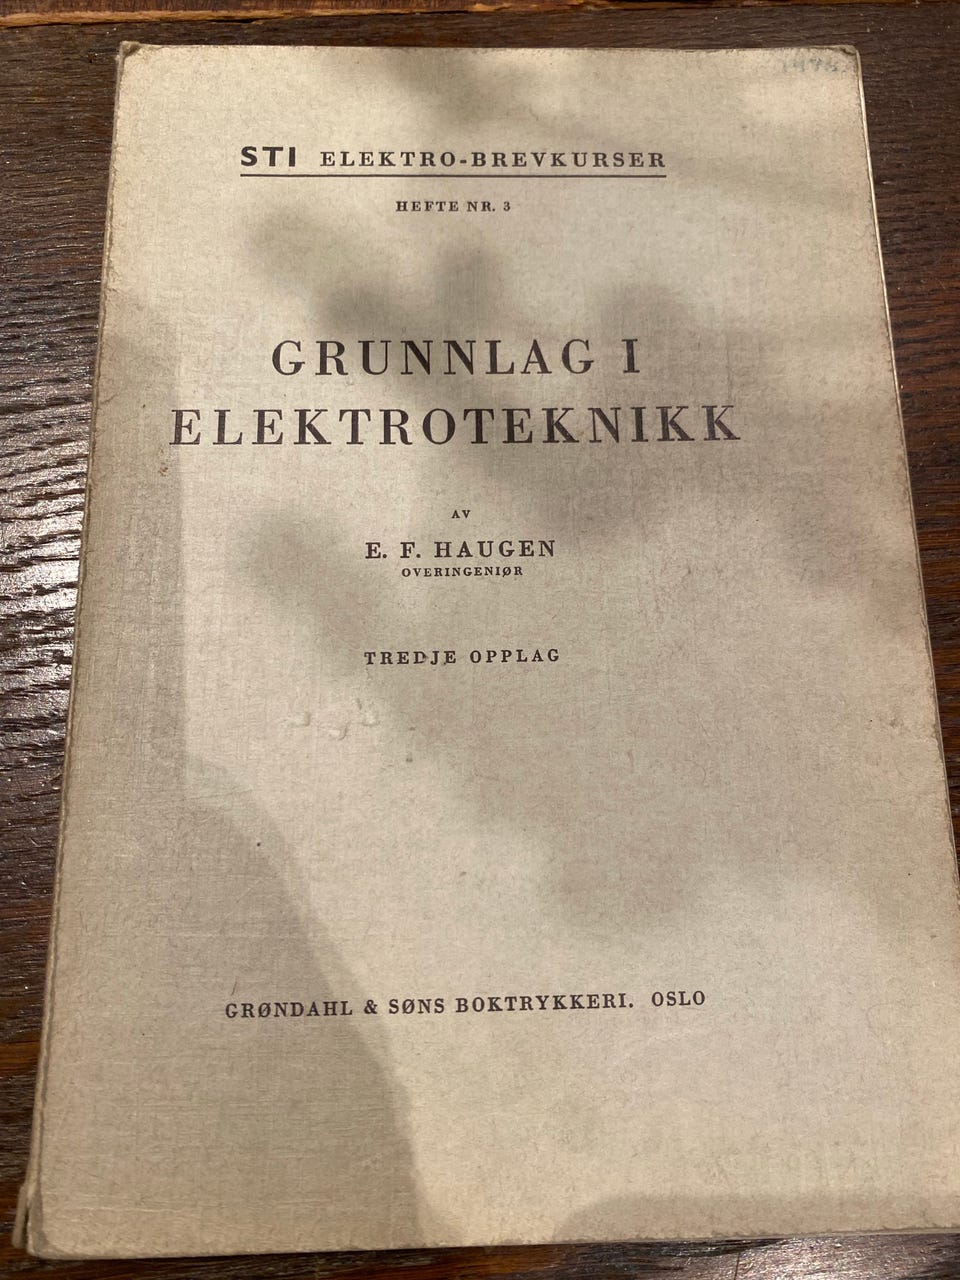 STI ELEKTRO-BREVKURSER
HEFTE NR. 3
GRUNNLAG I
ELEKTROTEKNIKK
AV
E. F. HAUGEN
OVERINGENIØR
TREDJE OPPLAG
GRØNDAHL & SØNS BOKTRYKKERI. OSLO